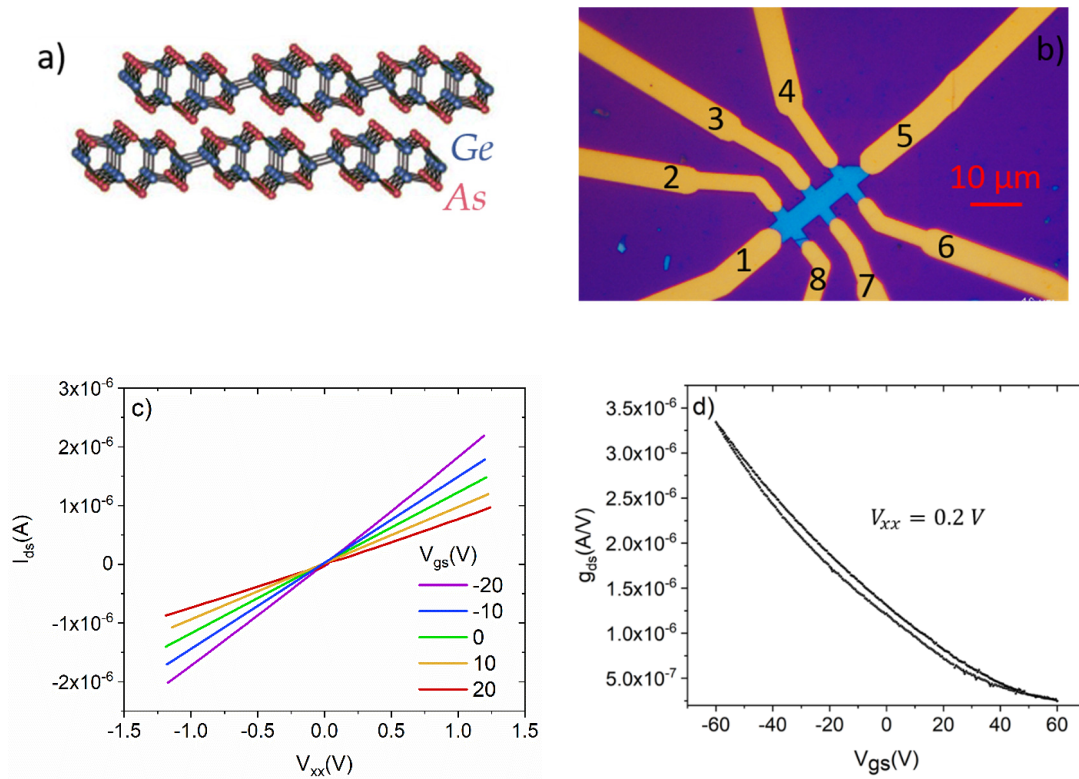 a)
Ge
As
b)
1
2
3
4
5
6
7
8
10 μm
c)
3x10⁻⁶
2x10⁻⁶
1x10⁻⁶
0
-1x10⁻⁶
-2x10⁻⁶
I_ds(A)
V_gs(V)
-20
-10
0
10
20
-1.5 -1.0 -0.5 0.0 0.5 1.0 1.5
V_xx(V)
d)
3.5x10⁻⁶
3.0x10⁻⁶
2.5x10⁻⁶
2.0x10⁻⁶
1.5x10⁻⁶
1.0x10⁻⁶
5.0x10⁻⁷
g_ds(A/V)
V_xx = 0.2 V
-60 -40 -20 0 20 40 60
V_gs(V)